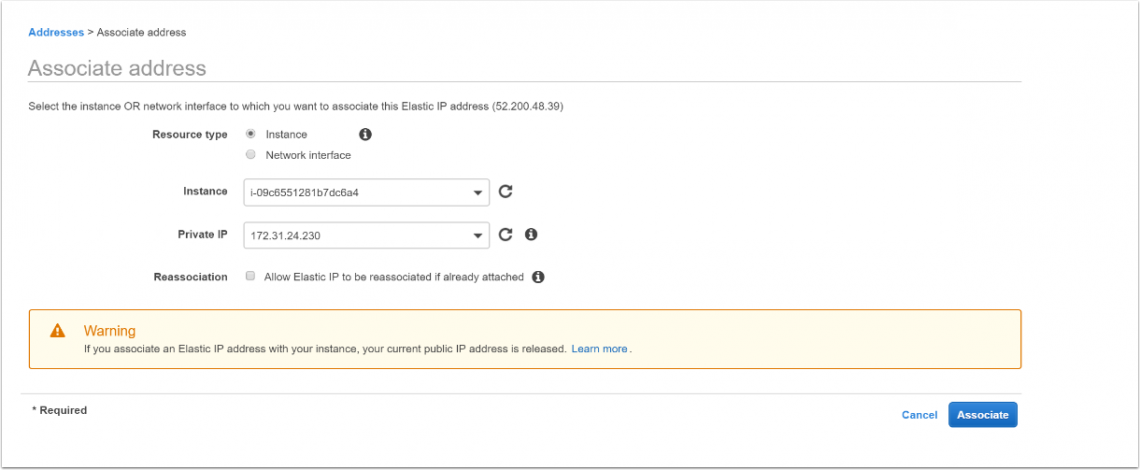 Addresses > Associate address
Associate address
Select the instance OR network interface to which you want to associate this Elastic IP address (52.200.48.39)
Resource type Instance
Network interface
Instance i-09c6551281b7dc6a4
Private IP 172.31.24.230
Reassociation Allow Elastic IP to be reassociated if already attached
Warning
If you associate an Elastic IP address with your instance, your current public IP address is released. Learn more.
* Required
Cancel Associate